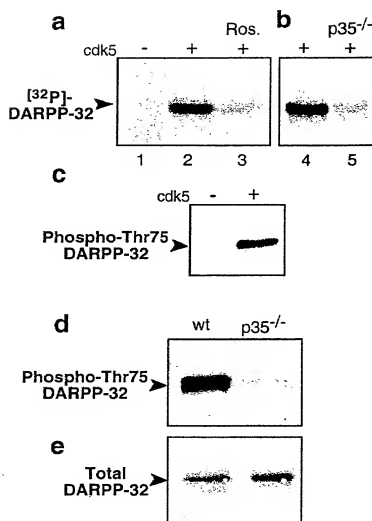 a Ros. b p35-/-
cdk5 - + + + +
[32P]-
DARPP-32
1 2 3 4 5
c
cdk5 - +
Phospho-Thr75
DARPP-32
d wt p35-/-
Phospho-Thr75
DARPP-32
e
Total
DARPP-32